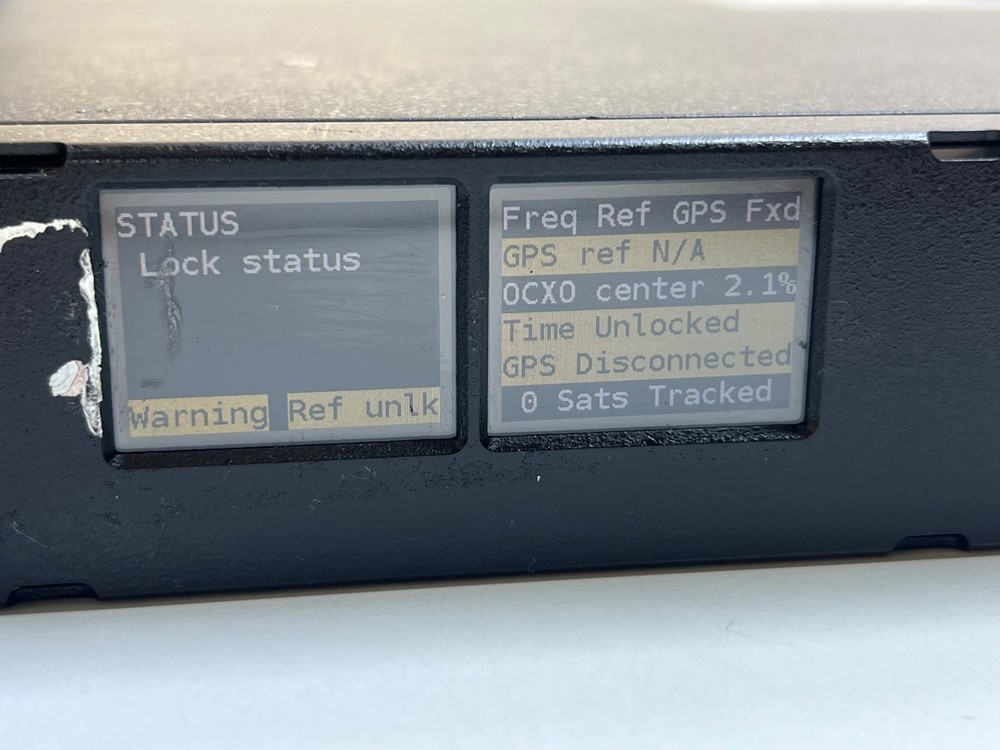 STATUS
Lock status
Warning Ref unlk
Freq Ref GPS Fxd
GPS ref N/A
OCXO center 2.1%
Time Unlocked
GPS Disconnected
0 Sats Tracked